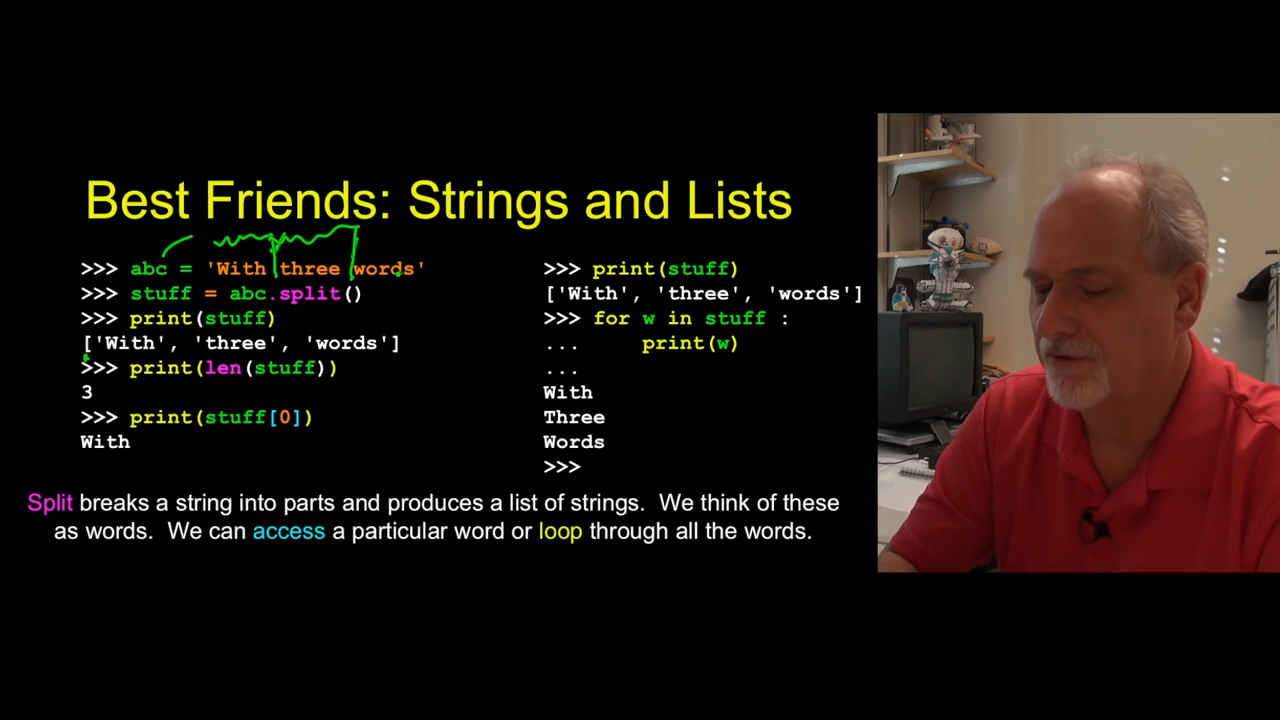 Best Friends: Strings and Lists
>>> abc = 'With three words'
>>> stuff = abc.split()
>>> print(stuff)
['With', 'three', 'words']
>>> print(len(stuff))
3
>>> print(stuff[0])
With
>>> print(stuff)
['With', 'three', 'words']
>>> for w in stuff :
...     print(w)
...
With
Three
Words
>>>
Split breaks a string into parts and produces a list of strings.  We think of these
as words.  We can access a particular word or loop through all the words.